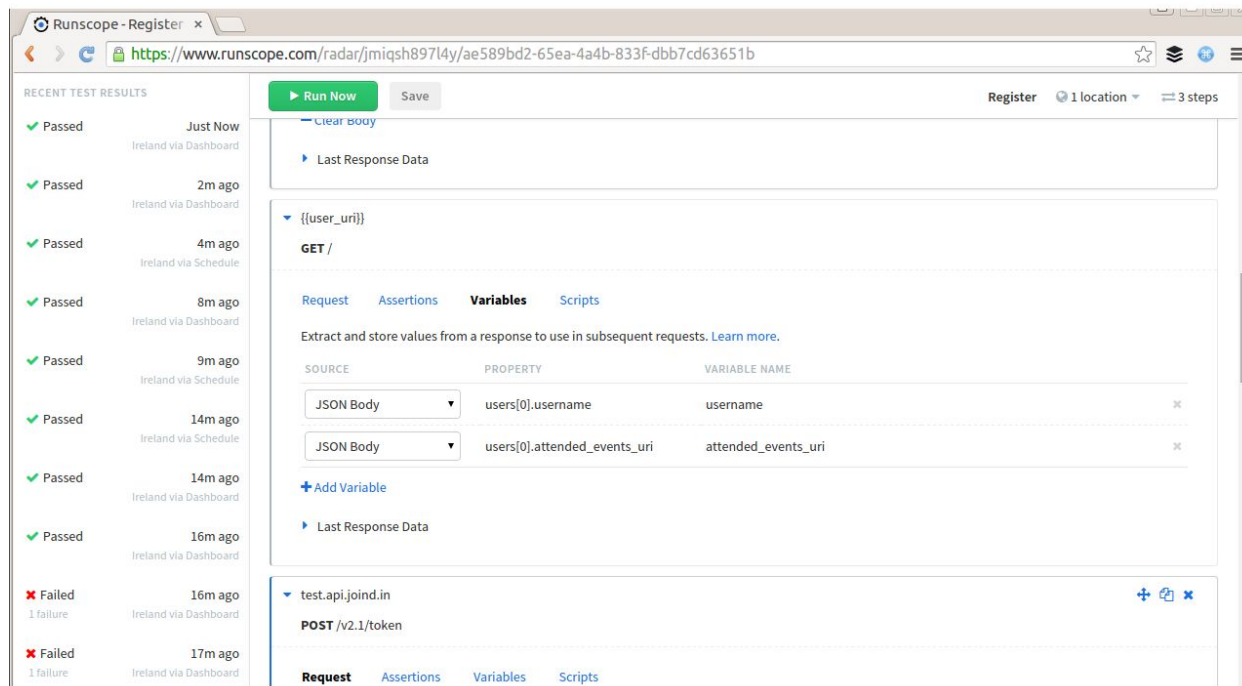 Runscope - Register ×
https://www.runscope.com/radar/jmiqsh897l4y/ae589bd2-65ea-4a4b-833f-dbb7cd63651b
RECENT TEST RESULTS
Passed Just Now
Ireland via Dashboard
Passed 2m ago
Ireland via Dashboard
Passed 4m ago
Ireland via Schedule
Passed 8m ago
Ireland via Dashboard
Passed 9m ago
Ireland via Schedule
Passed 14m ago
Ireland via Schedule
Passed 14m ago
Ireland via Dashboard
Passed 16m ago
Ireland via Dashboard
Failed 16m ago
1 failure Ireland via Dashboard
Failed 17m ago
1 failure Ireland via Dashboard
Run Now Save Register 1 location 3 steps
Clear Body
Last Response Data
{{user_uri}}
GET /
Request Assertions Variables Scripts
Extract and store values from a response to use in subsequent requests. Learn more.
SOURCE PROPERTY VARIABLE NAME
JSON Body users[0].username username
JSON Body users[0].attended_events_uri attended_events_uri
+ Add Variable
Last Response Data
test.api.joind.in
POST /v2.1/token
Request Assertions Variables Scripts